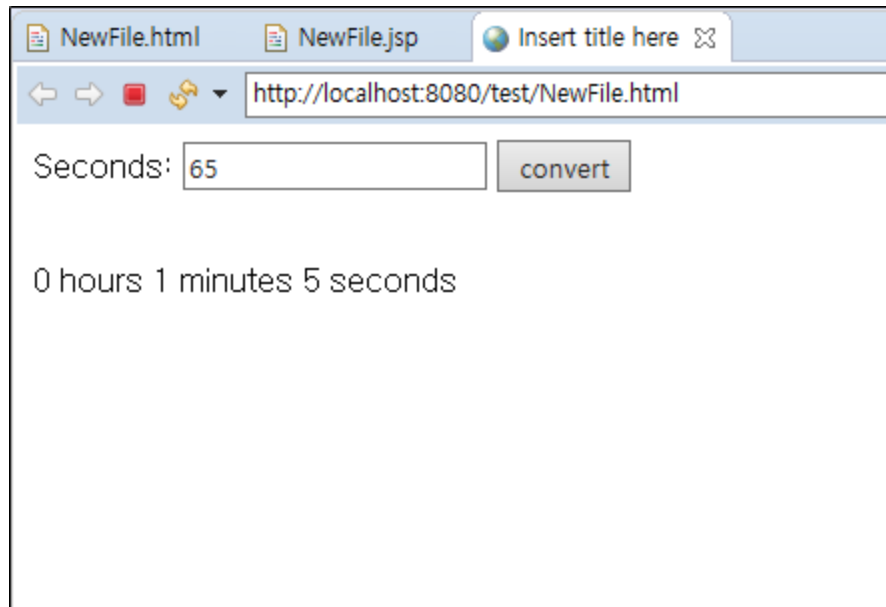 NewFile.html NewFile.jsp Insert title here
http://localhost:8080/test/NewFile.html
Seconds: 65 convert
0 hours 1 minutes 5 seconds